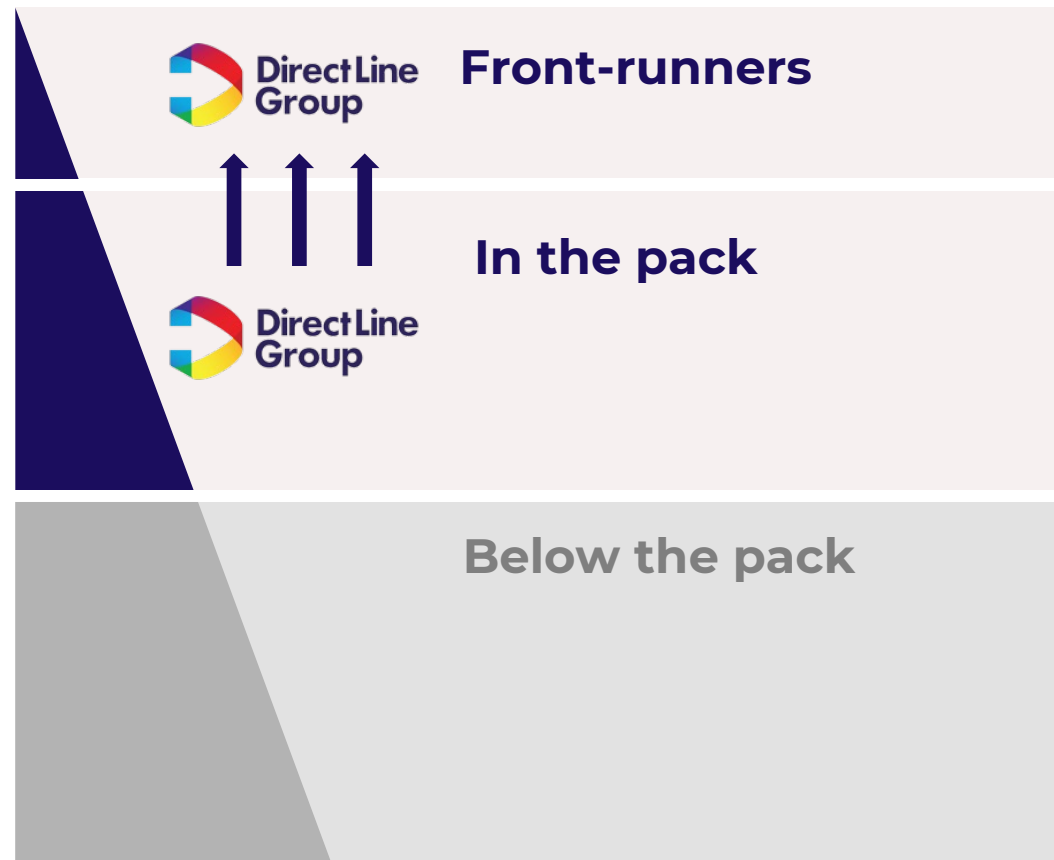 Direct Line
Group
Front-runners
In the pack
Direct Line
Group
Below the pack